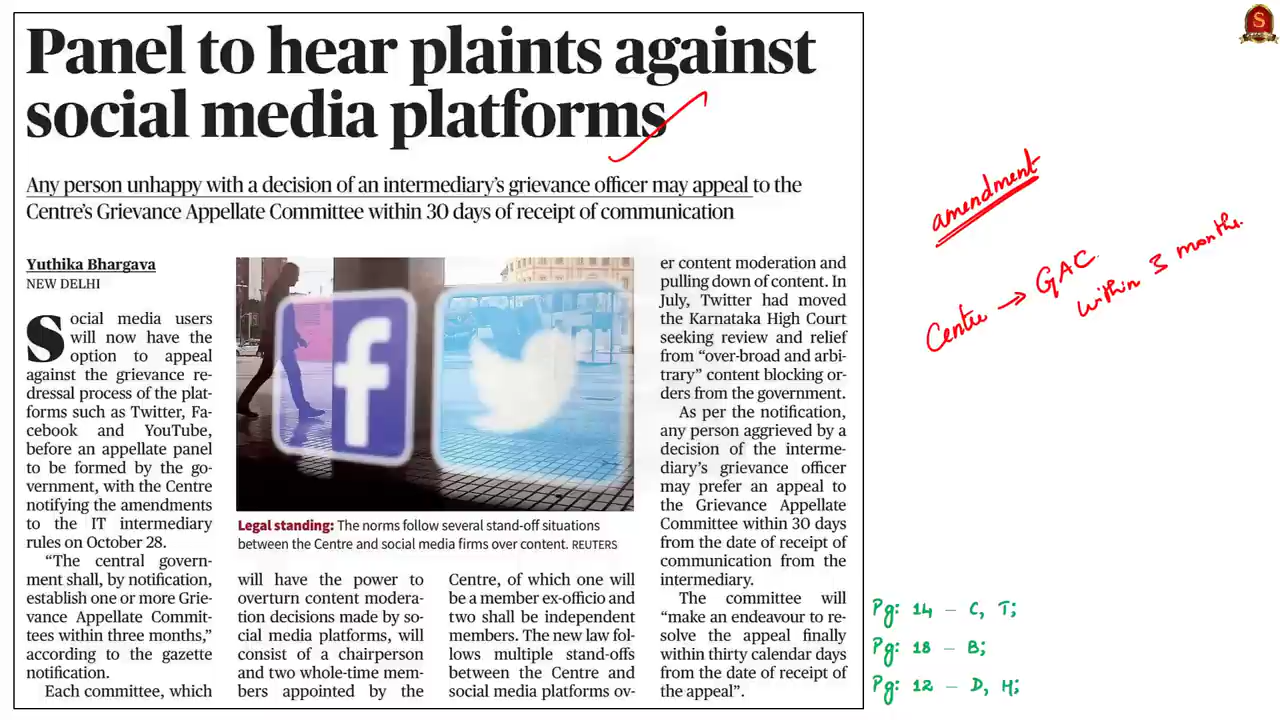 Panel to hear plaints against
social media platforms
Any person unhappy with a decision of an intermediary's grievance officer may appeal to the
Centre's Grievance Appellate Committee within 30 days of receipt of communication
Yuthika Bhargava
NEW DELHI
Social media users
will now have the
option to appeal
against the grievance re-
dressal process of the plat-
forms such as Twitter, Fa-
cebook and YouTube,
before an appellate panel
to be formed by the go-
vernment, with the Centre
notifying the amendments
to the IT intermediary
rules on October 28.
"The central govern-
ment shall, by notification,
establish one or more Grie-
vance Appellate Commit-
tees within three months,"
according to the gazette
notification.
Each committee, which
f
Legal standing: The norms follow several stand-off situations
between the Centre and social media firms over content. REUTERS
will have the power to
overturn content modera-
tion decisions made by so-
cial media platforms, will
consist of a chairperson
and two whole-time mem-
bers appointed by the
Centre, of which one will
be a member ex-officio and
two shall be independent
members. The new law fol-
lows multiple stand-offs
between the Centre and
social media platforms ov-
er content moderation and
pulling down of content. In
July, Twitter had moved
the Karnataka High Court
seeking review and relief
from "over-broad and arbi-
trary" content blocking or-
ders from the government.
As per the notification,
any person aggrieved by a
decision of the interme-
diary's grievance officer
may prefer an appeal to
the Grievance Appellate
Committee within 30 days
from the date of receipt of
communication from the
intermediary.
The committee will
"make an endeavour to re-
solve the appeal finally
within thirty calendar days
from the date of receipt of
the appeal".
S
amendment
Centre → GAC
within 3 months.
Pg: 14 – C, T;
Pg: 18 – B;
Pg: 12 – D, H;